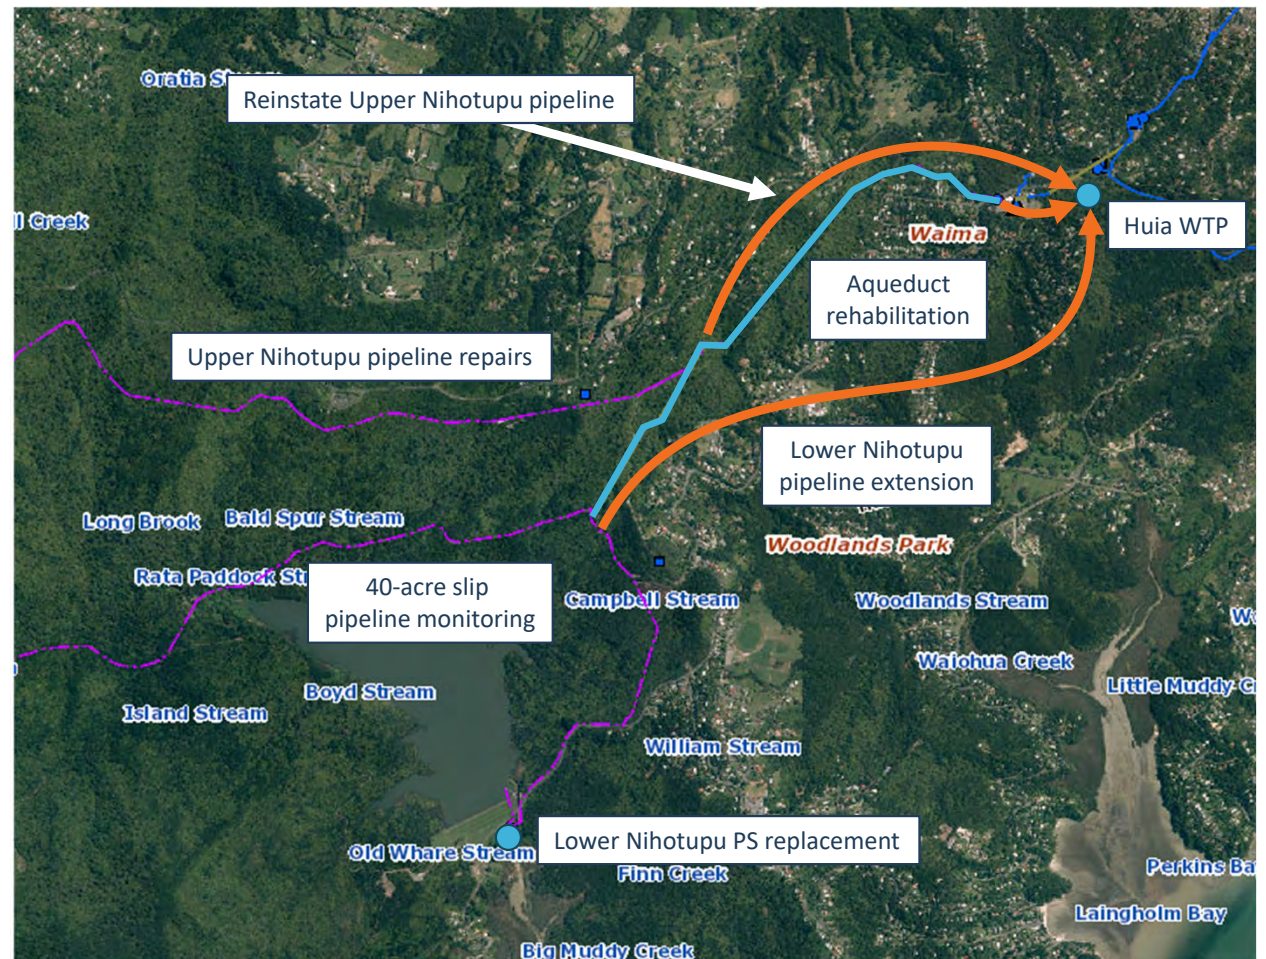 Oratia S
Reinstate Upper Nihotupu pipeline
ll Creek
Huia WTP
Waima
Aqueduct
rehabilitation
Upper Nihotupu pipeline repairs
Lower Nihotupu
pipeline extension
Long Brook
Bald Spur Stream
Woodlands Park
Rata Paddock Str
40-acre slip
pipeline monitoring
Campbell Stream
Woodlands Stream
Waiohua Creek
Little Muddy C
Boyd Stream
Island Stream
William Stream
Lower Nihotupu PS replacement
Old Whare Stream
Finn Creek
Perkins Ba
Laingholm Bay
Big Muddy Creek